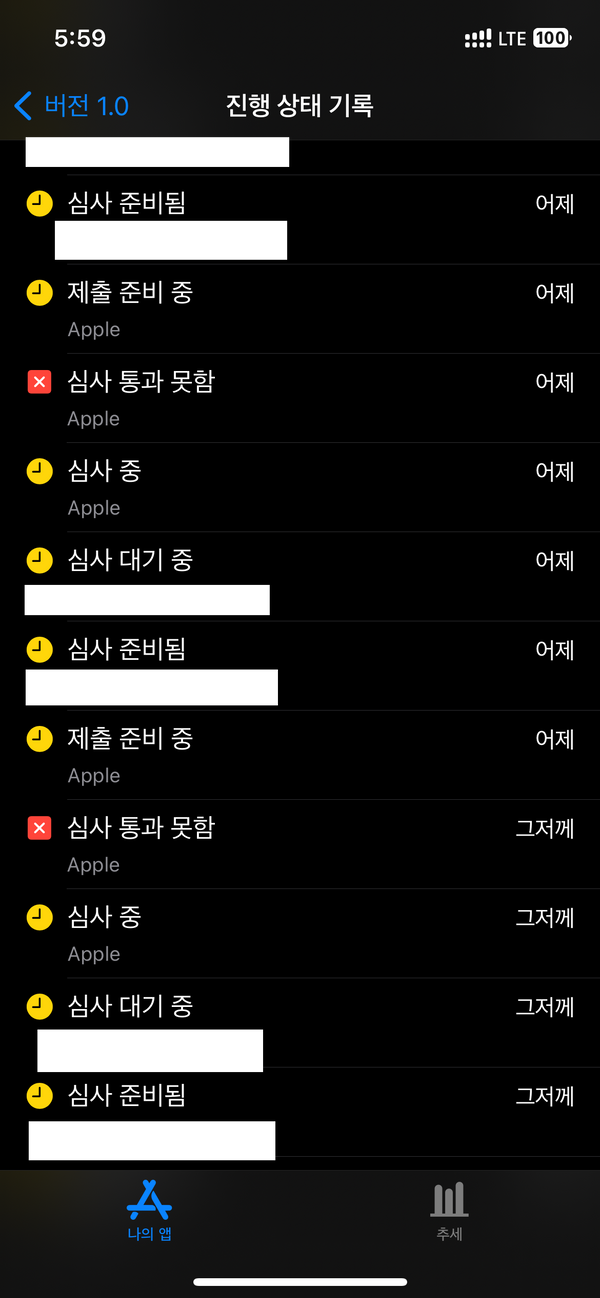 5:59
LTE 100
버전 1.0
진행 상태 기록
심사 준비됨 어제
제출 준비 중 어제
Apple
심사 통과 못함 어제
Apple
심사 중 어제
Apple
심사 대기 중 어제
심사 준비됨 어제
제출 준비 중 어제
Apple
심사 통과 못함 그저께
Apple
심사 중 그저께
Apple
심사 대기 중 그저께
심사 준비됨 그저께
나의 앱
추세